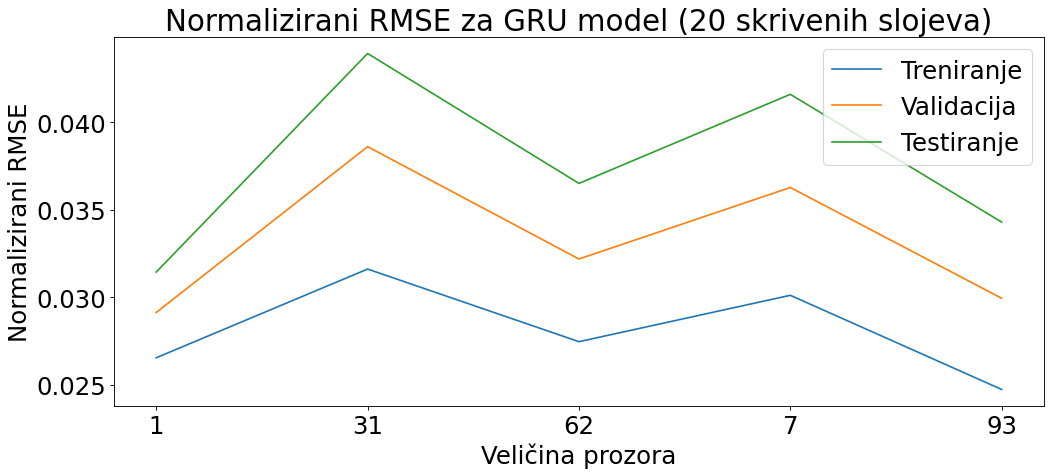 Normalizirani RMSE za GRU model (20 skrivenih slojeva)
Normalizirani RMSE
0.040
0.035
0.030
0.025
Treniranje
Validacija
Testiranje
1 31 62 7 93
Veličina prozora